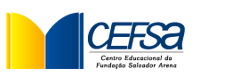 CEFSA
Centro Educacional da
Fundação Salvador Arena